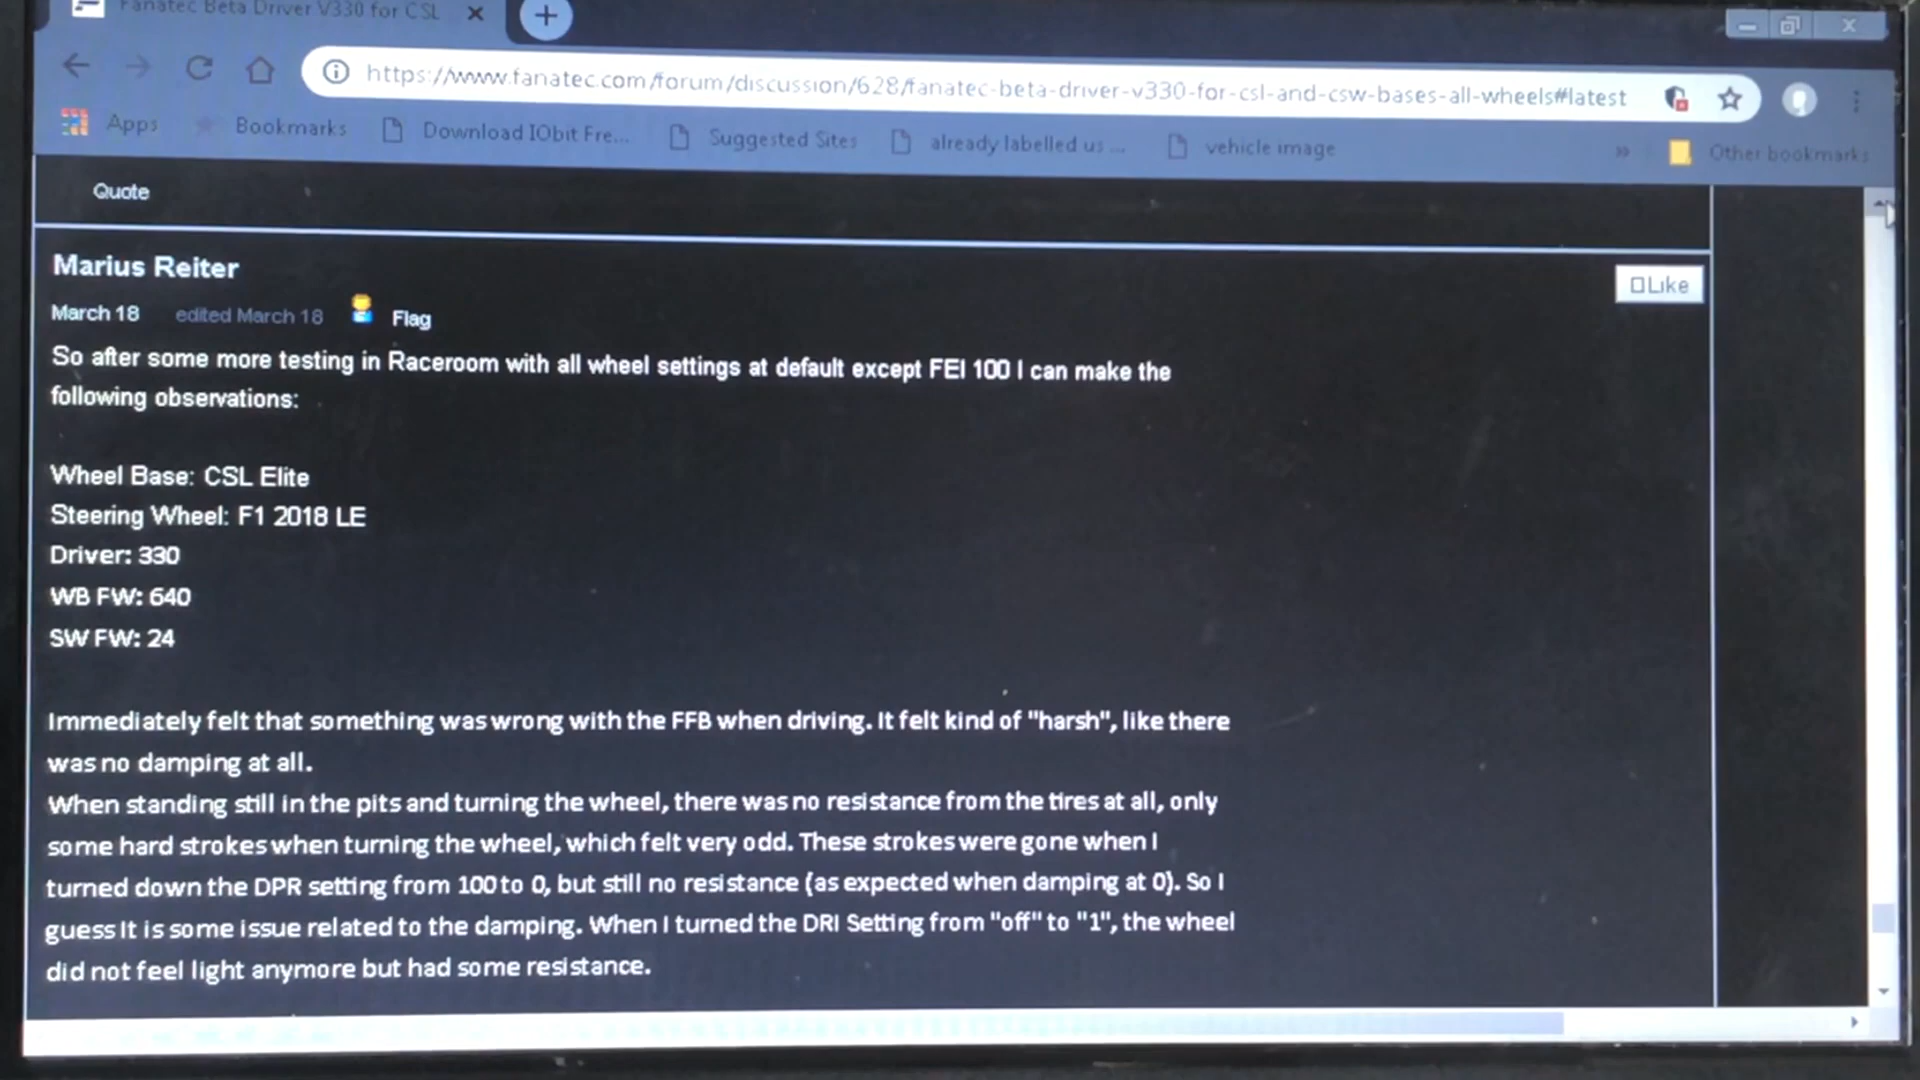 Fanatec Beta Driver V330 for CSL
https://www.fanatec.com/forum/discussion/628/fanatec-beta-driver-v330-for-csl-and-csw-bases-all-wheels#latest
Apps Bookmarks Download IObit Fre... Suggested Sites already labelled us ... vehicle image » Other bookmarks
Quote
Marius Reiter
Like
March 18 edited March 18 Flag
So after some more testing in Raceroom with all wheel settings at default except FEI 100 I can make the
following observations:
Wheel Base: CSL Elite
Steering Wheel: F1 2018 LE
Driver: 330
WB FW: 640
SW FW: 24
Immediately felt that something was wrong with the FFB when driving. It felt kind of "harsh", like there
was no damping at all.
When standing still in the pits and turning the wheel, there was no resistance from the tires at all, only
some hard strokes when turning the wheel, which felt very odd. These strokes were gone when I
turned down the DPR setting from 100 to 0, but still no resistance (as expected when damping at 0). So I
guess It is some issue related to the damping. When I turned the DRI Setting from "off" to "1", the wheel
did not feel light anymore but had some resistance.